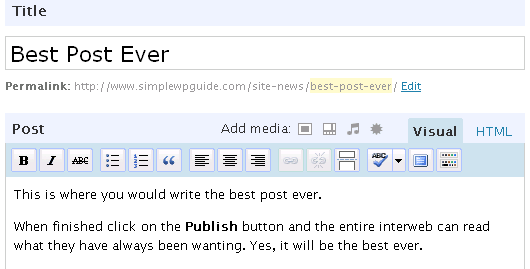 Title
Best Post Ever
Permalink: http://www.simplewpguide.com/site-news/best-post-ever/ Edit
Post Add media: Visual HTML
B I ABC ABC
This is where you would write the best post ever.
When finished click on the Publish button and the entire interweb can read
what they have always been wanting. Yes, it will be the best ever.